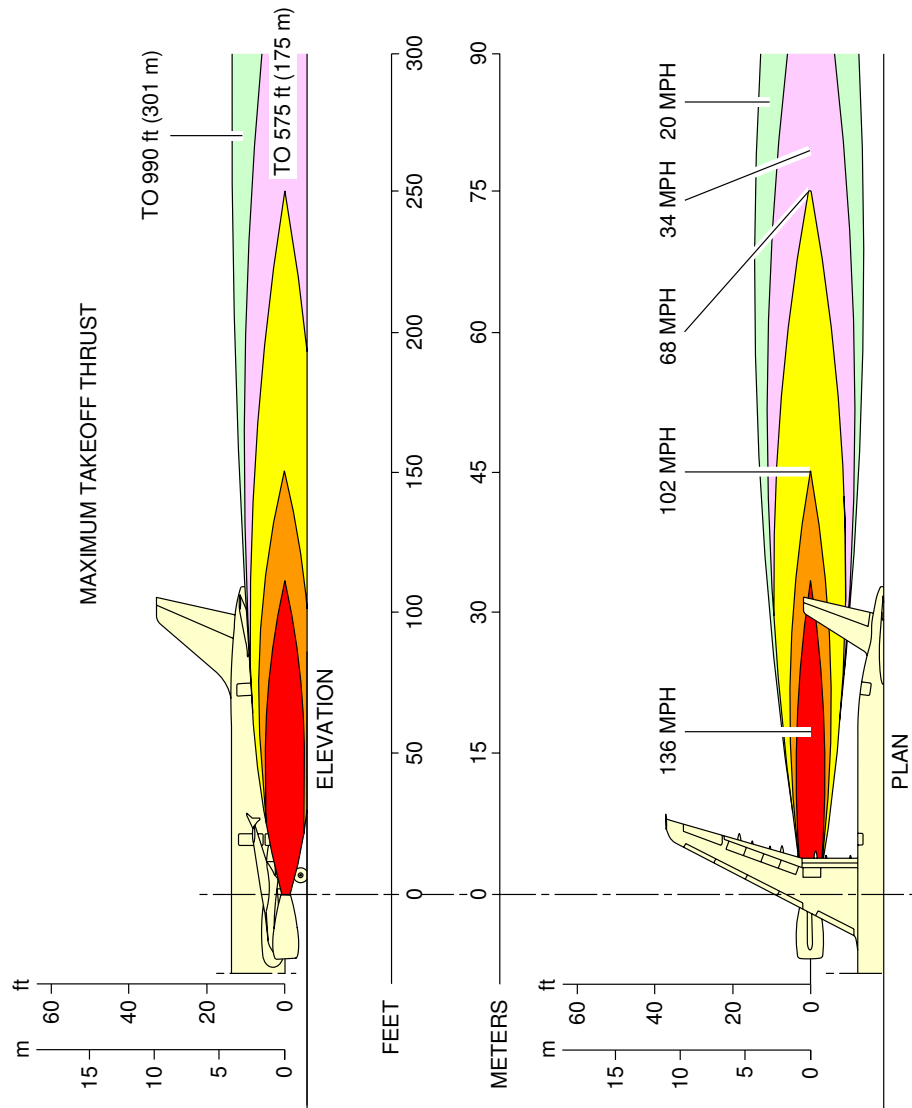 MAXIMUM TAKEOFF THRUST
TO 990 ft (301 m)
TO 575 ft (175 m)
m ft
15 60
10 40
5 20
0 0
ELEVATION
FEET 0 50 100 150 200 250 300
METERS 0 15 30 45 60 75 90
136 MPH
102 MPH
68 MPH
34 MPH
20 MPH
m ft
15 60
10 40
5 20
0 0
PLAN